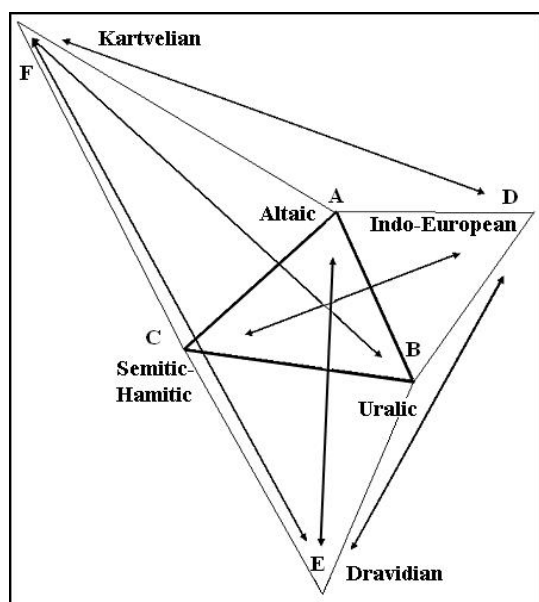 Kartvelian
F
A
D
Altaic
Indo-European
C
B
Semitic-
Hamitic
Uralic
E
Dravidian